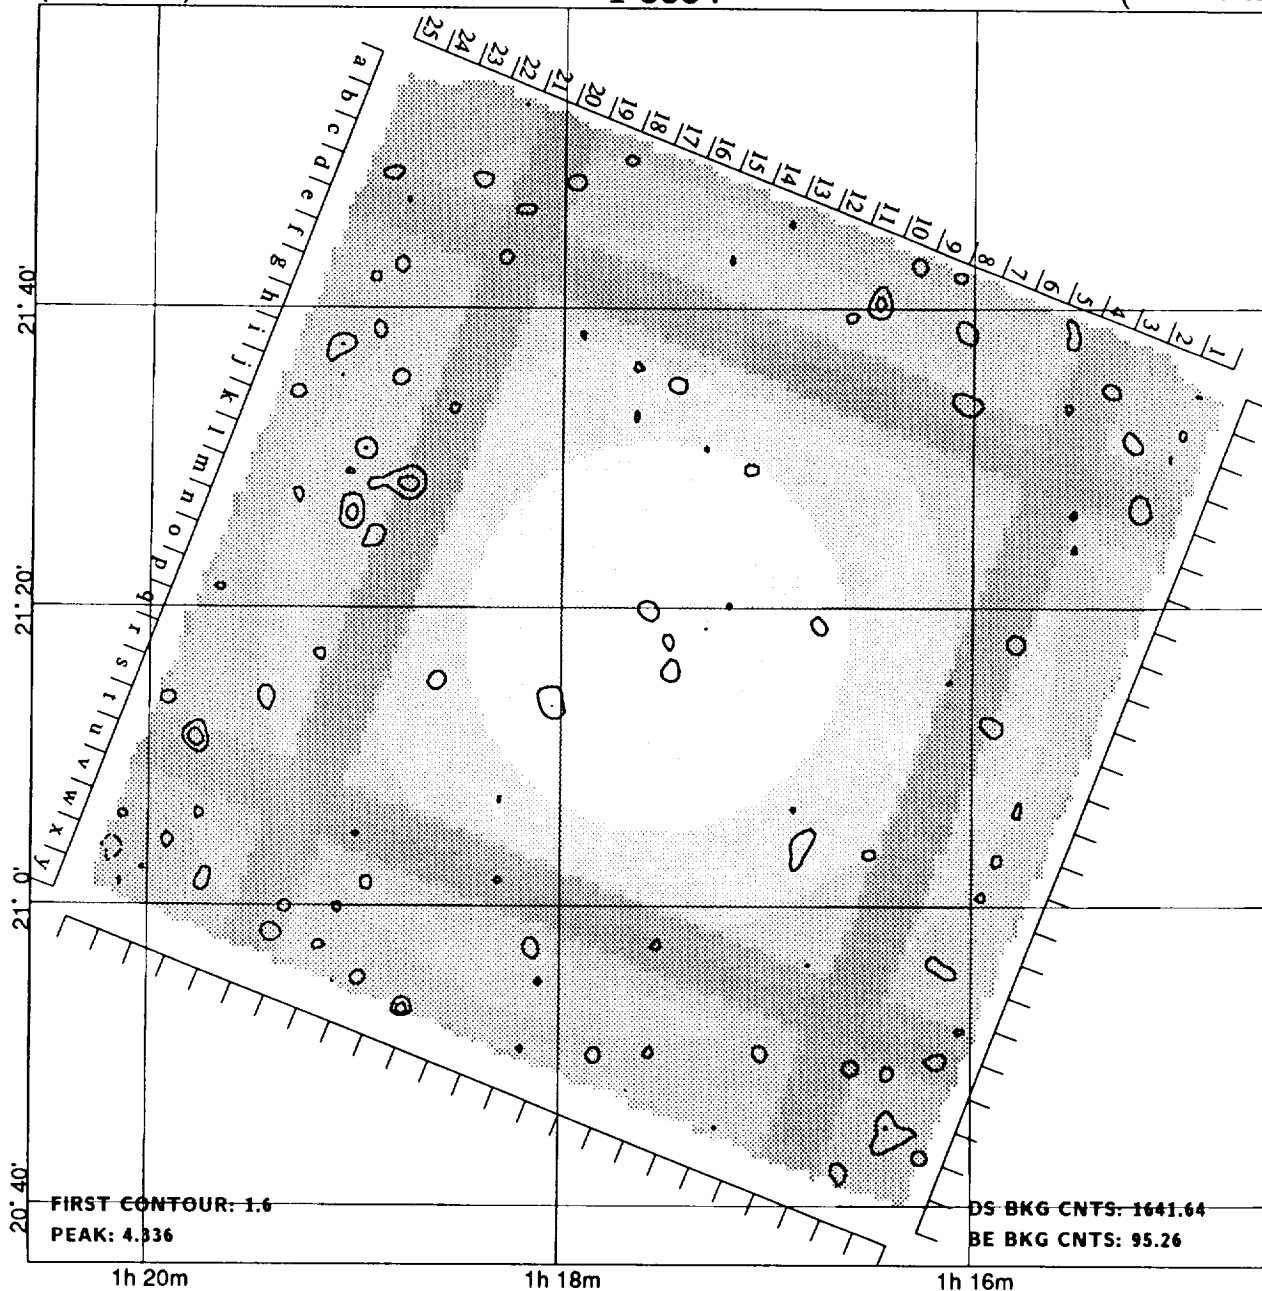 25 24 23 22 21 20 19 18 17 16 15 14 13 12 11 10 9 8 7 6 5 4 3 2 1
a b c d e f g h i j k l m n o p q r s t u v w x y
21° 40'
21° 20'
21° 0'
20° 40'
FIRST CONTOUR: 1.6
PEAK: 4.336
DS BKG CNTS: 1641.64
BE BKG CNTS: 95.26
1h 20m 1h 18m 1h 16m